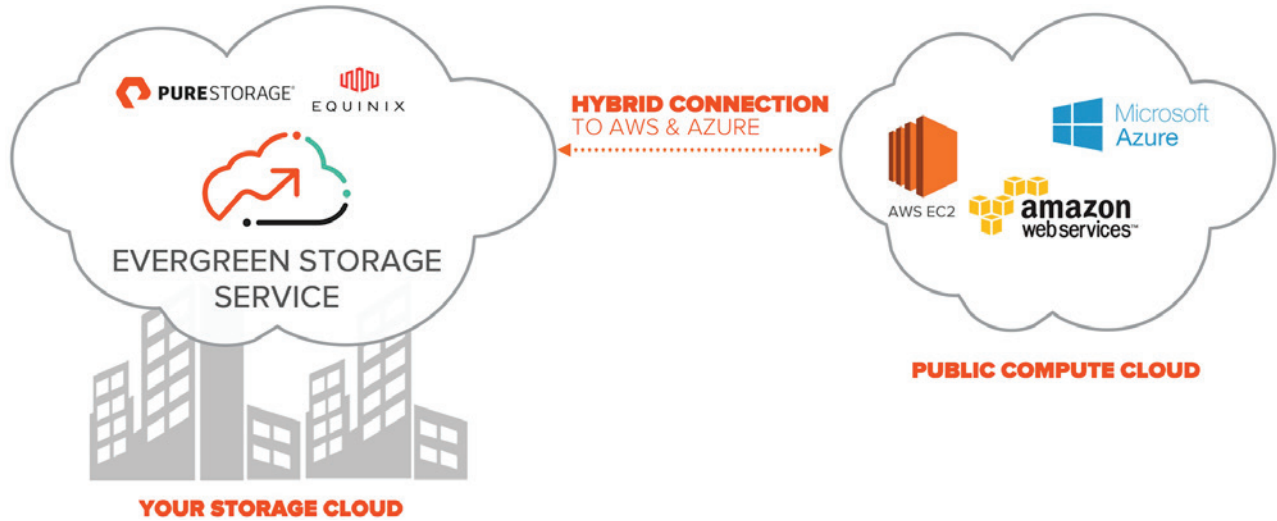 PURESTORAGE®
EQUINIX
EVERGREEN STORAGE
SERVICE
YOUR STORAGE CLOUD
HYBRID CONNECTION
TO AWS & AZURE
Microsoft
Azure
AWS EC2
amazon
webservices™
PUBLIC COMPUTE CLOUD